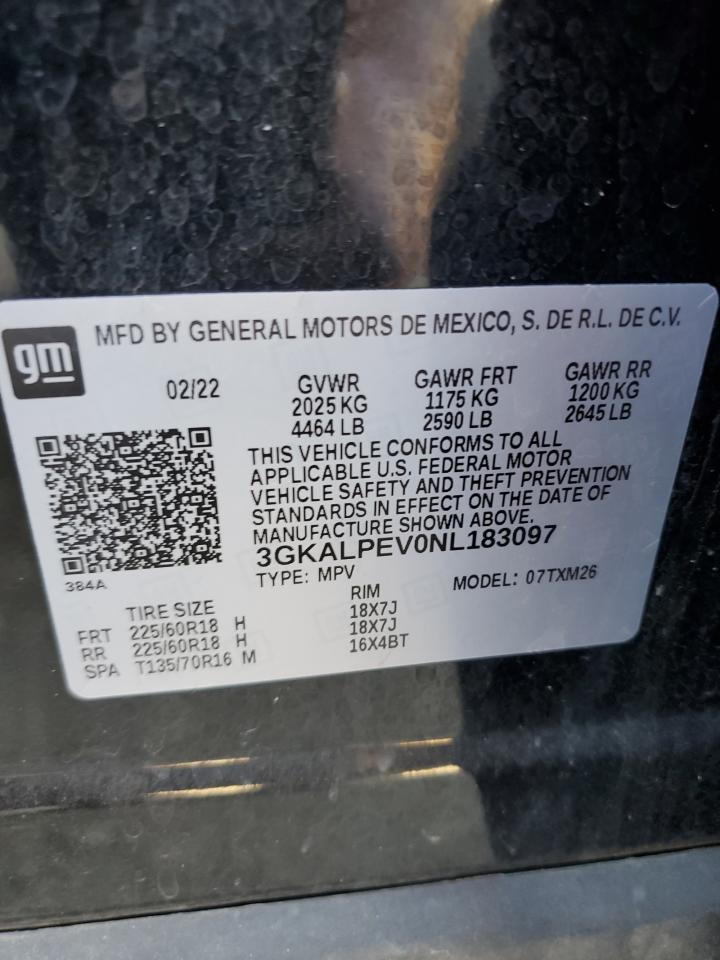 gm
MFD BY GENERAL MOTORS DE MEXICO, S. DE R.L. DE C.V.
02/22 GVWR GAWR FRT GAWR RR
2025 KG 1175 KG 1200 KG
4464 LB 2590 LB 2645 LB
THIS VEHICLE CONFORMS TO ALL
APPLICABLE U.S. FEDERAL MOTOR
VEHICLE SAFETY AND THEFT PREVENTION
STANDARDS IN EFFECT ON THE DATE OF
MANUFACTURE SHOWN ABOVE.
3GKALPEV0NL183097
384A
TYPE: MPV MODEL: 07TXM26
TIRE SIZE RIM
FRT 225/60R18 H 18X7J
RR 225/60R18 H 18X7J
SPA T135/70R16 M 16X4BT